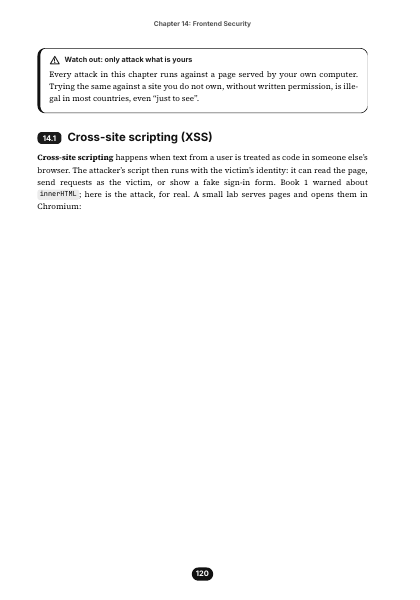 Chapter 14: Frontend Security
Watch out: only attack what is yours
Every attack in this chapter runs against a page served by your own computer.
Trying the same against a site you do not own, without written permission, is ille-
gal in most countries, even “just to see”.
14.1 Cross-site scripting (XSS)
Cross-site scripting happens when text from a user is treated as code in someone else’s
browser. The attacker’s script then runs with the victim’s identity: it can read the page,
send requests as the victim, or show a fake sign-in form. Book 1 warned about
innerHTML; here is the attack, for real. A small lab serves pages and opens them in
Chromium:
120